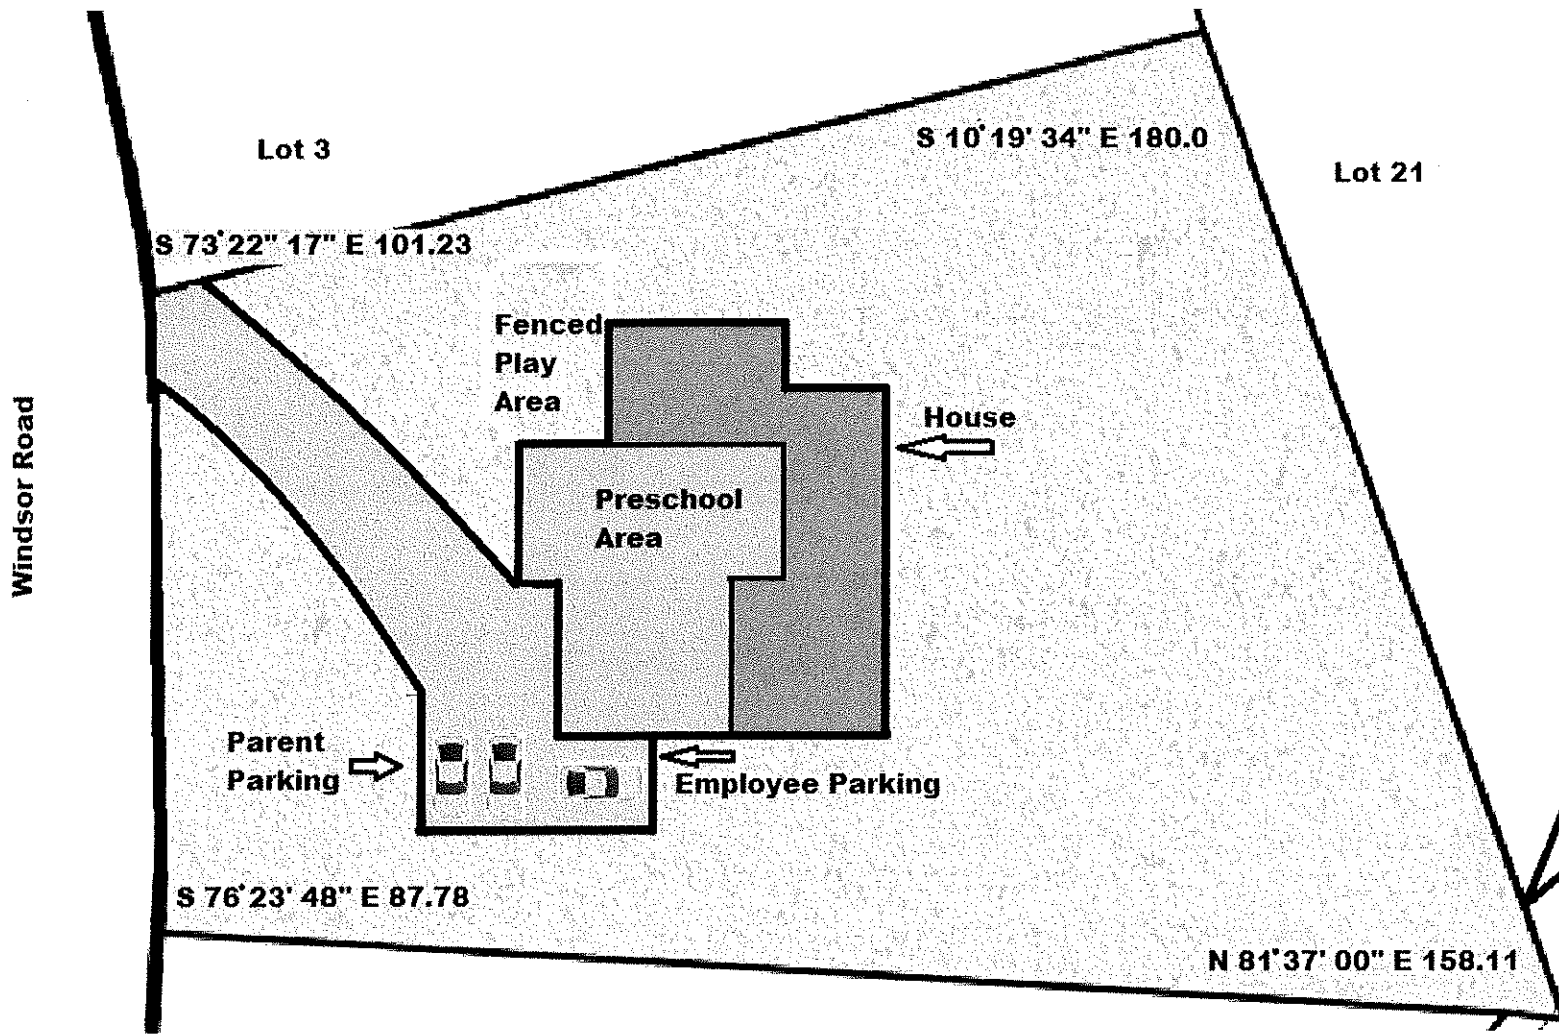 Lot 3
S 10° 19' 34" E 180.0
Lot 21
S 73° 22" 17" E 101.23
Fenced
Play
Area
House
Windsor Road
Preschool
Area
Parent
Parking
Employee Parking
S 76° 23' 48" E 87.78
N 81° 37' 00" E 158.11